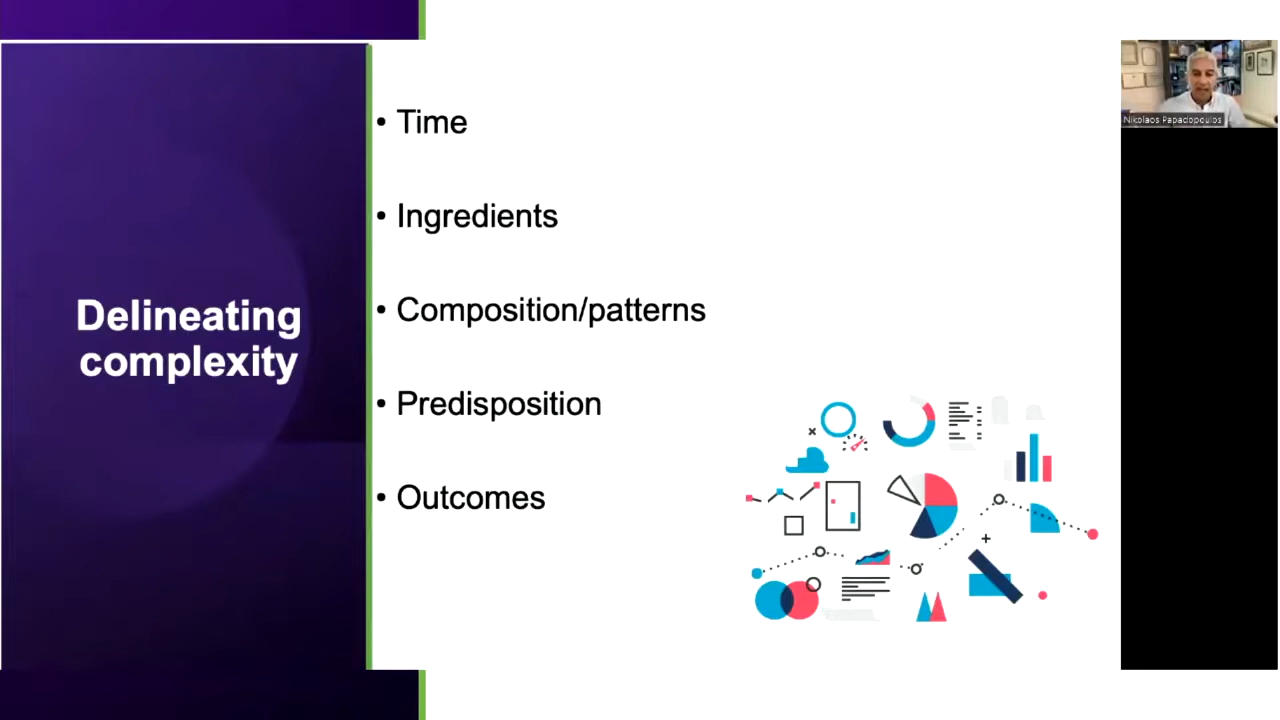 Delineating
complexity
• Time
• Ingredients
• Composition/patterns
• Predisposition
• Outcomes
Nikolaos Papadopoulos